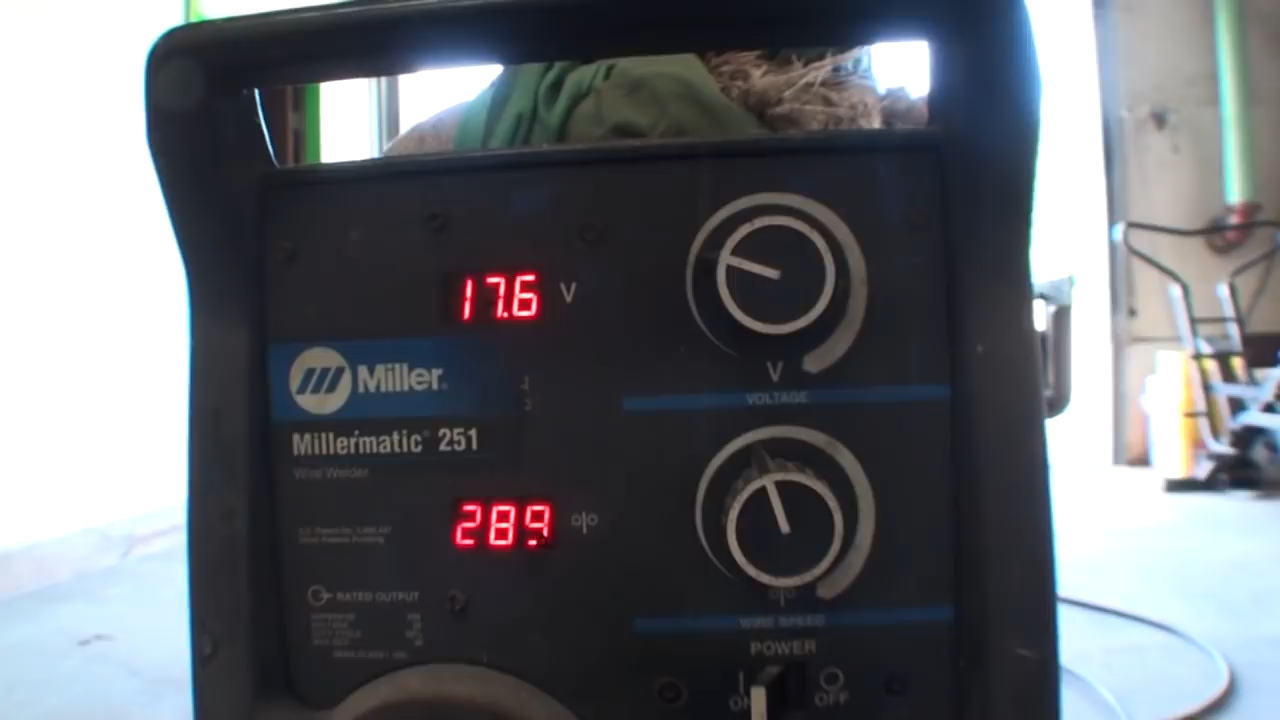 17.6 V
Miller®
Millermatic® 251
Wire Welder
289
RATED OUTPUT
V
VOLTAGE
WIRE SPEED
POWER
ON
OFF